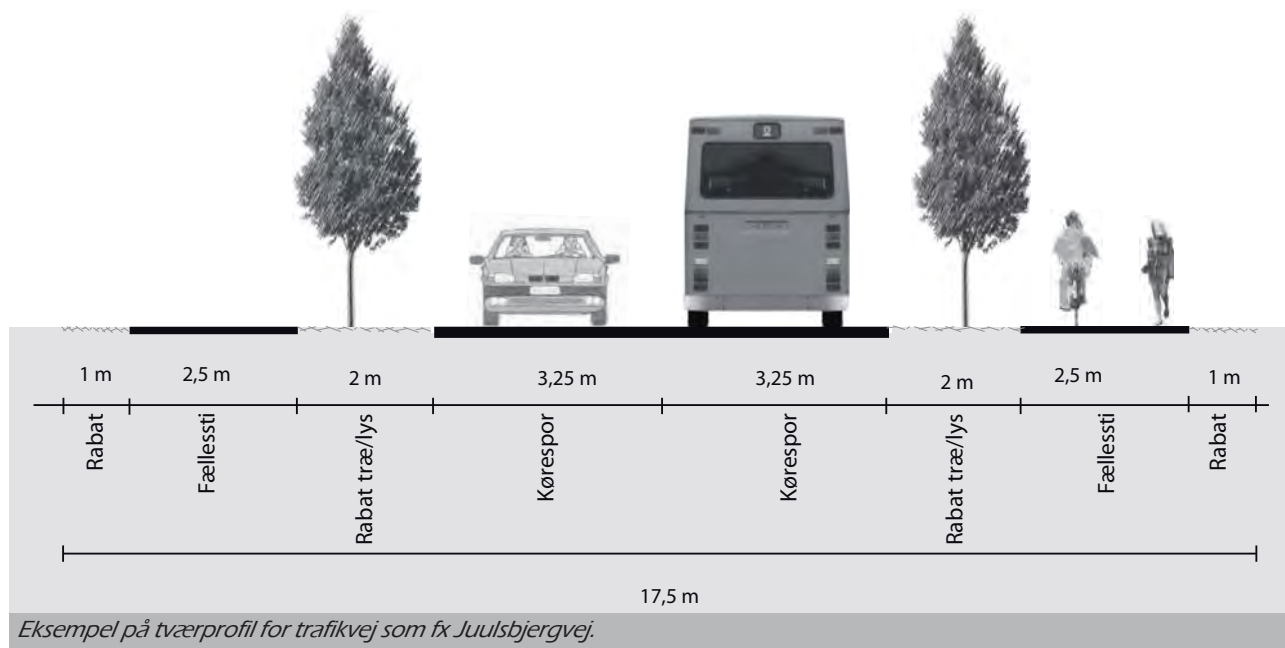 1 m 2,5 m 2 m 3,25 m 3,25 m 2 m 2,5 m 1 m
Rabat
Fællessti
Rabat træ/lys
Kørespor
Kørespor
Rabat træ/lys
Fællessti
Rabat
17,5 m
Eksempel på tværprofil for trafikvej som fx Juulsbjergvej.